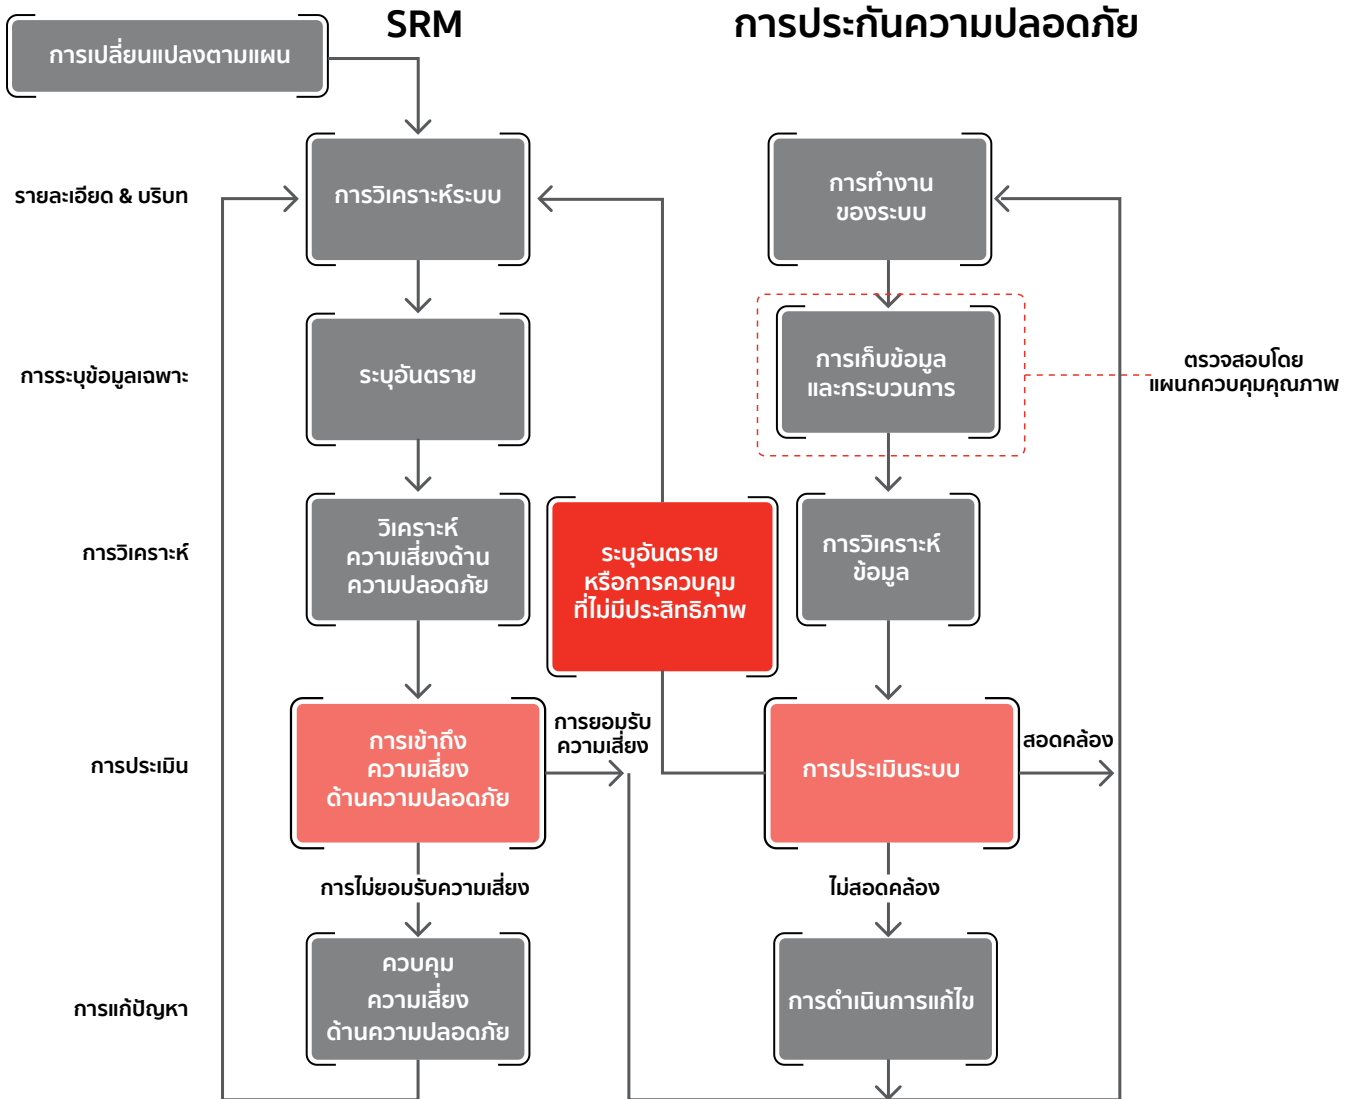 SRM
การประกันความปลอดภัย
การเปลี่ยนแปลงตามแผน
รายละเอียด & บริบท
การวิเคราะห์ระบบ
การทำงาน
ของระบบ
การระบุข้อมูลเฉพาะ
ระบุอันตราย
การเก็บข้อมูล
และกระบวนการ
ตรวจสอบโดย
แผนกควบคุมคุณภาพ
การวิเคราะห์
วิเคราะห์
ความเสี่ยงด้าน
ความปลอดภัย
ระบุอันตราย
หรือการควบคุม
ที่ไม่มีประสิทธิภาพ
การวิเคราะห์
ข้อมูล
การประเมิน
การเข้าถึง
ความเสี่ยง
ด้านความปลอดภัย
การยอมรับ
ความเสี่ยง
การประเมินระบบ
สอดคล้อง
การไม่ยอมรับความเสี่ยง
ไม่สอดคล้อง
การแก้ปัญหา
ควบคุม
ความเสี่ยง
ด้านความปลอดภัย
การดำเนินการแก้ไข